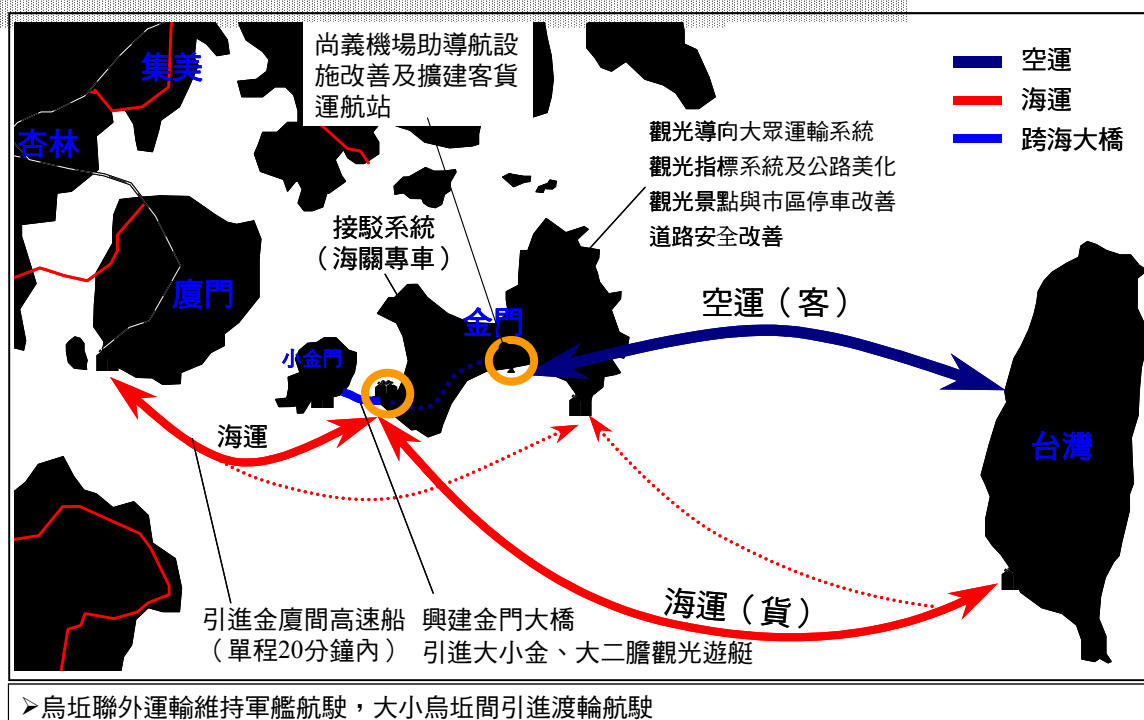 尚義機場助導航設
施改善及擴建客貨
運航站
空運
海運
跨海大橋
集美
杏林
觀光導向大眾運輸系統
觀光指標系統及公路美化
觀光景點與市區停車改善
道路安全改善
接駁系統
（海關專車）
廈門
金門
小金門
空運（客）
海運
台灣
海運（貨）
引進金廈間高速船
（單程20分鐘內）
興建金門大橋
引進大小金、大二膽觀光遊艇
➢烏坵聯外運輸維持軍艦航駛，大小烏坵間引進渡輪航駛